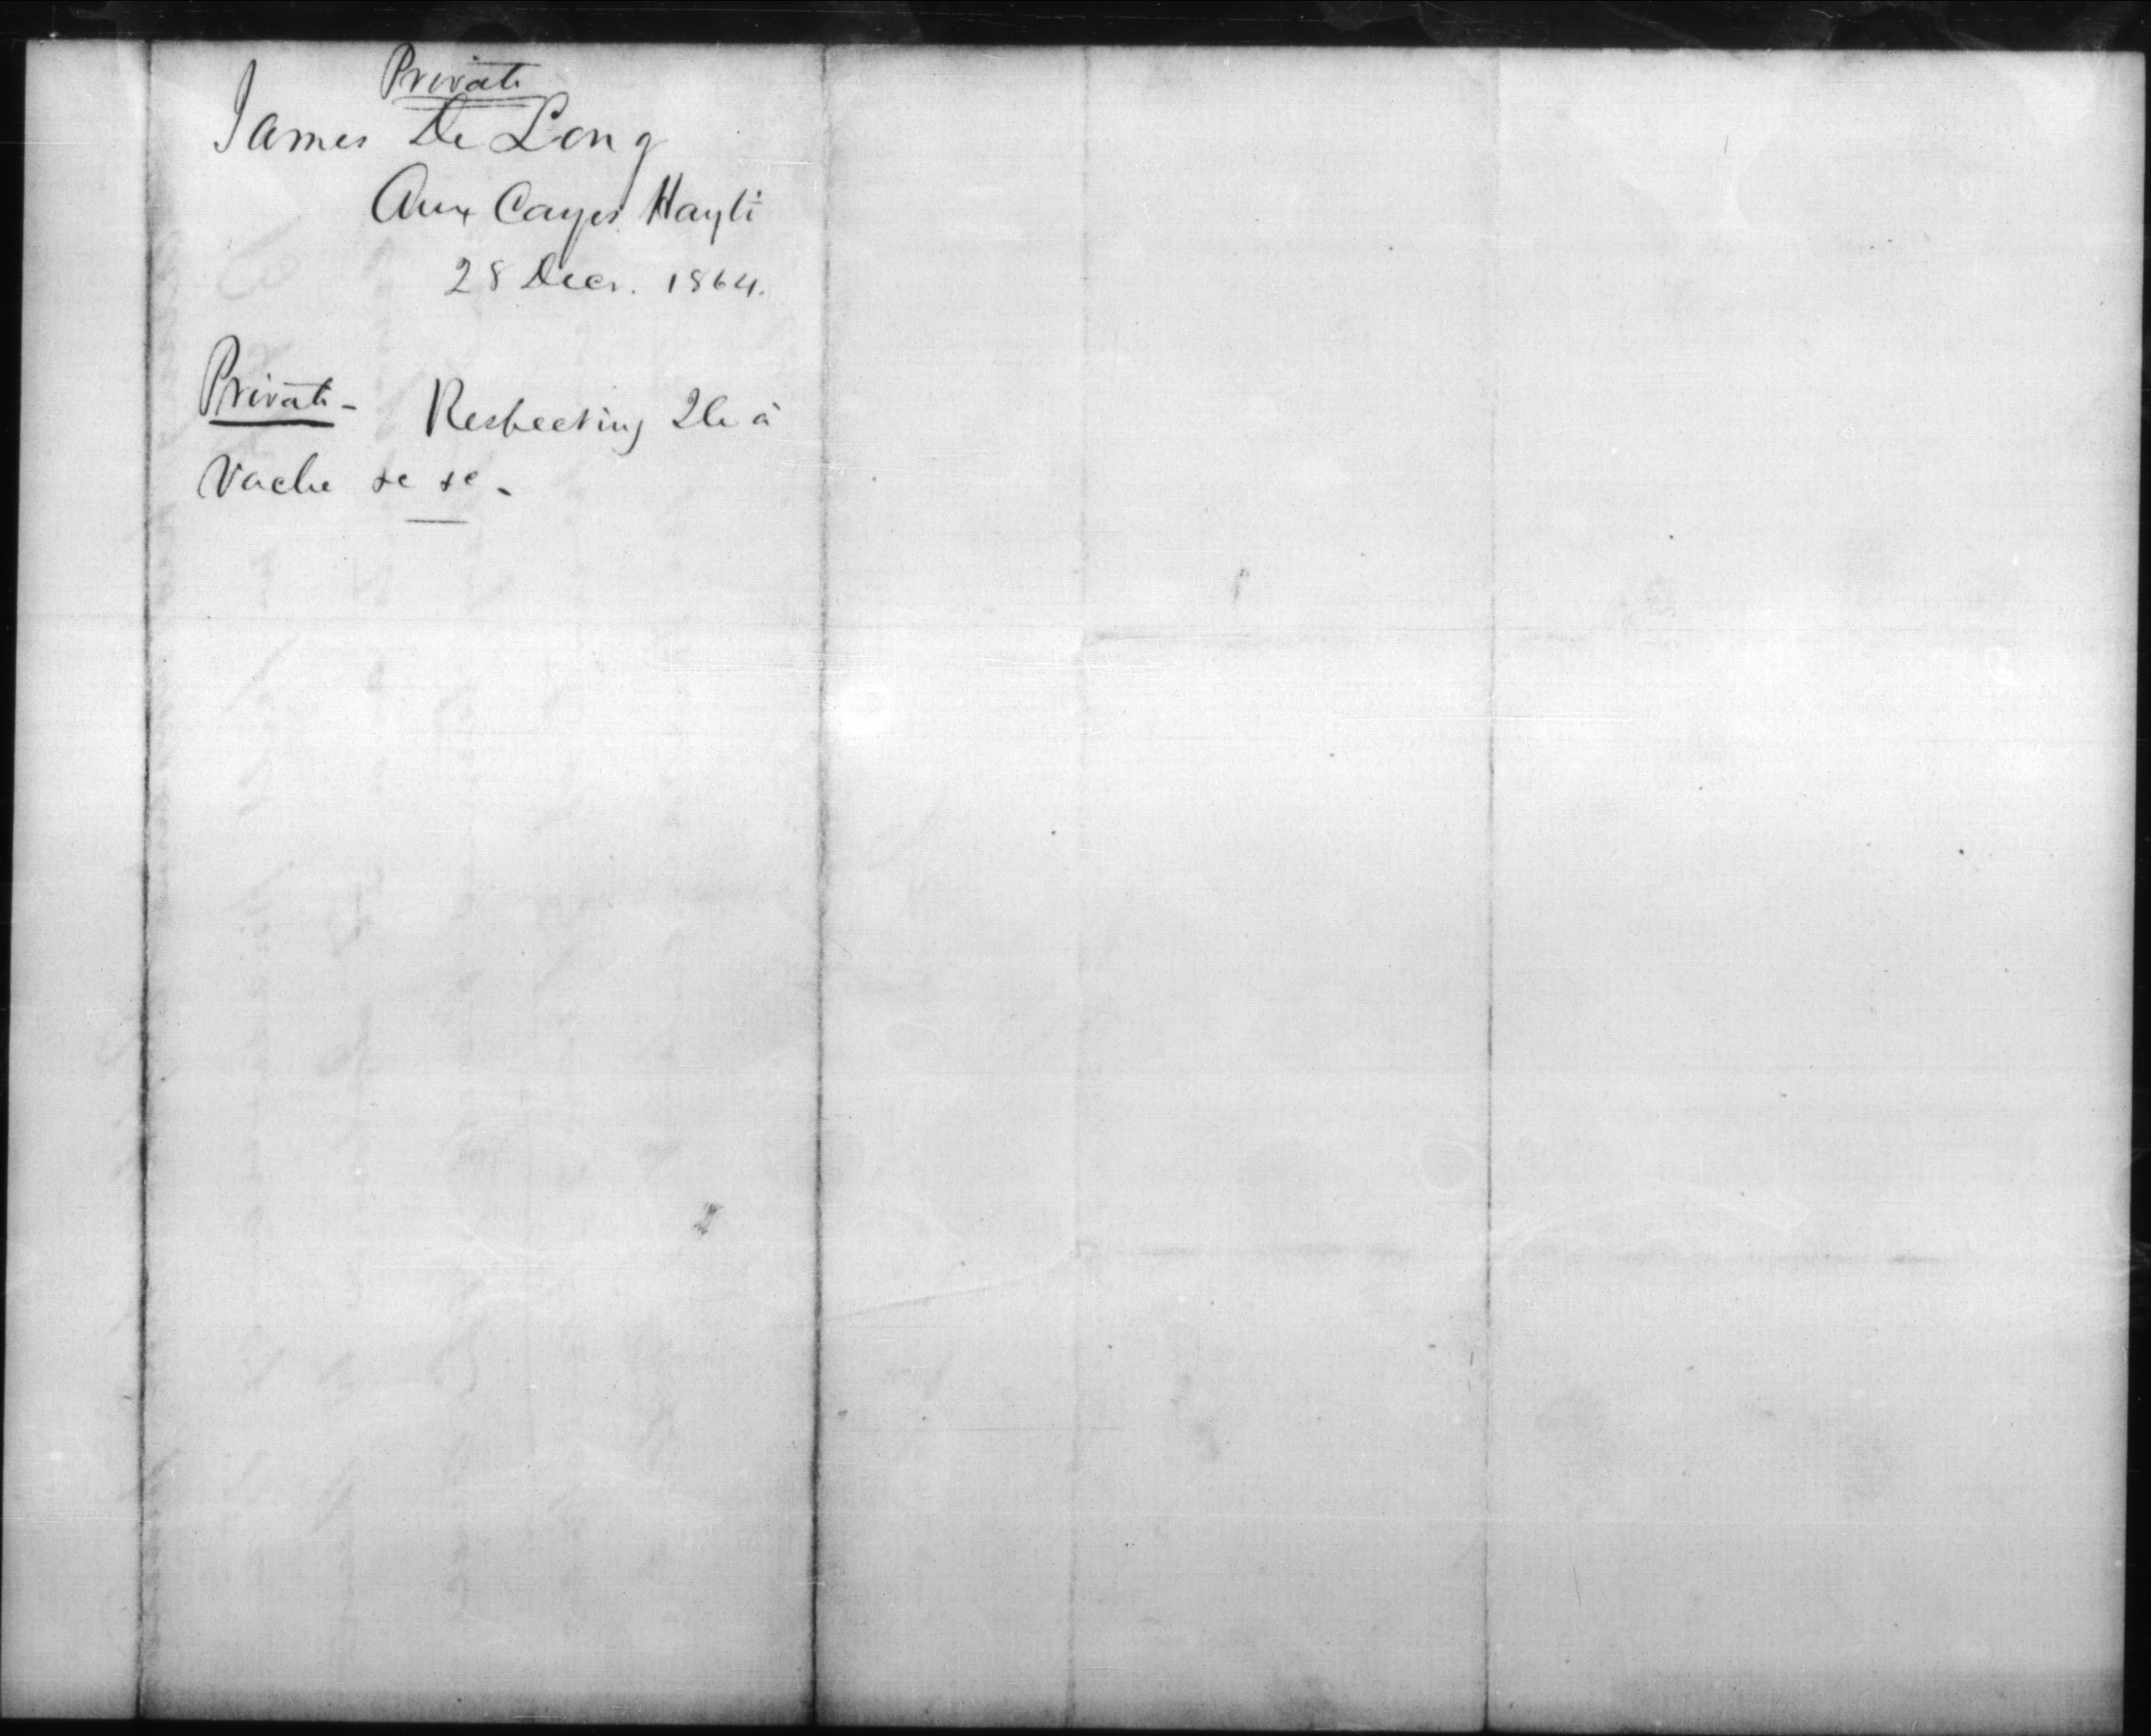 Private
James De Long
Aux Cayes Hayti
28 Decr. 1864.
Private - Respecting Ile à
Vache &c &c.